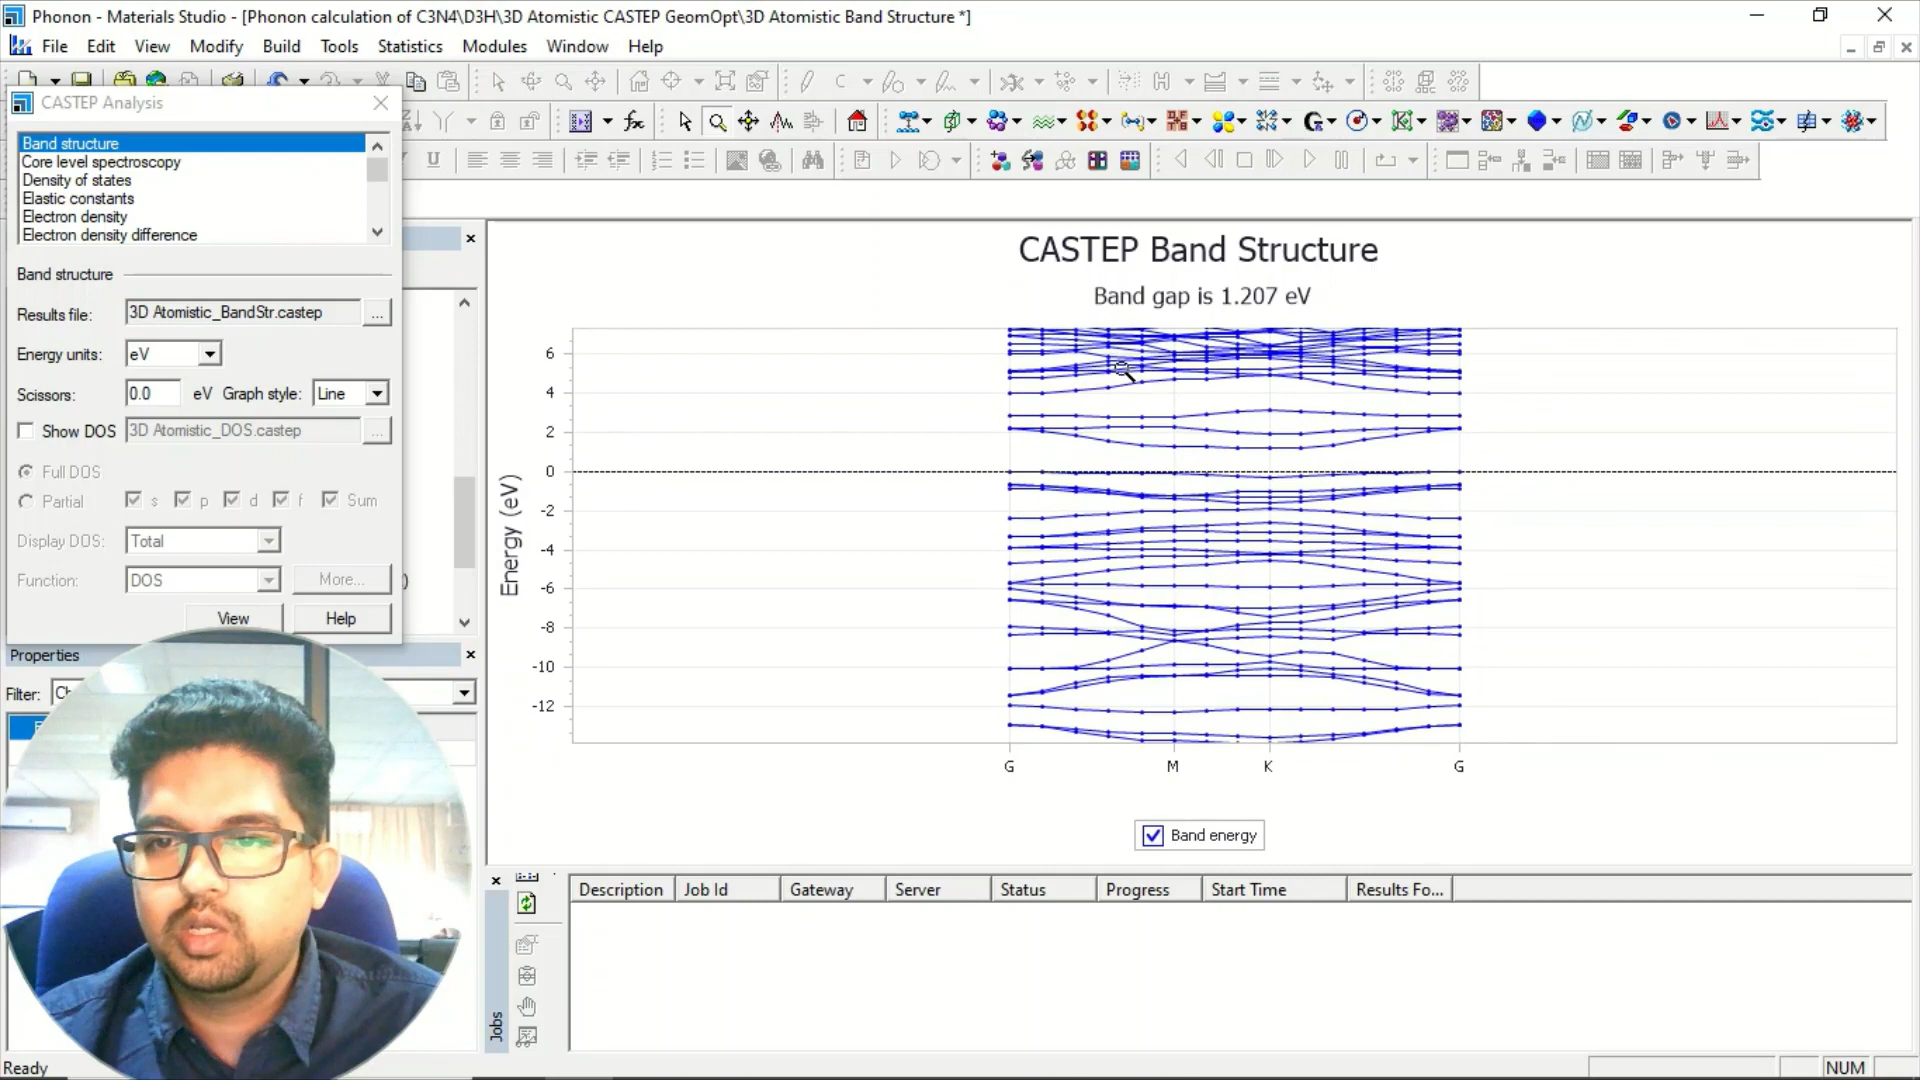 Phonon - Materials Studio - [Phonon calculation of C3N4\D3H\3D Atomistic CASTEP GeomOpt\3D Atomistic Band Structure *]
File Edit View Modify Build Tools Statistics Modules Window Help
CASTEP Analysis
Band structure
Core level spectroscopy
Density of states
Elastic constants
Electron density
Electron density difference
Band structure
Results file: 3D Atomistic_BandStr.castep ...
Energy units: eV
Scissors: 0.0 eV Graph style: Line
Show DOS 3D Atomistic_DOS.castep ...
Full DOS
Partial s p d f Sum
Display DOS: Total
Function: DOS More...
View Help
Properties
Filter:
CASTEP Band Structure
Band gap is 1.207 eV
6
4
2
0
-2
-4
-6
-8
-10
-12
Energy (eV)
G M K G
Band energy
Jobs
Description Job Id Gateway Server Status Progress Start Time Results Fo...
Ready
NUM